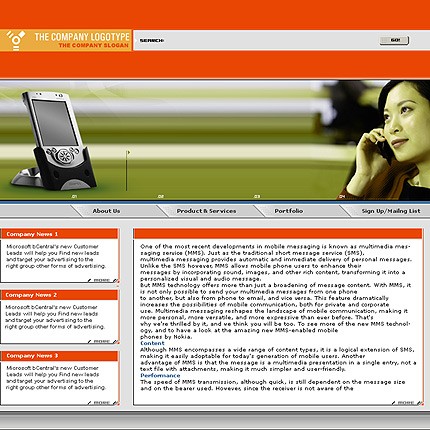 THE COMPANY LOGOTYPE
THE COMPANY SLOGAN
SEARCH:
GO!
01
02
03
04
About Us
Product & Services
Portfolio
Sign Up/Mailing List
Company News 1
Microsoft bCentral's new Customer
Leads will help you find new leads
and target your advertising to the
right group other forms of advertising.
MORE
Company News 2
Microsoft bCentral's new Customer
Leads will help you find new leads
and target your advertising to the
right group other forms of advertising.
MORE
Company News 3
Microsoft bCentral's new Customer
Leads will help you find new leads
and target your advertising to the
right group other forms of advertising.
MORE
One of the most recent developments in mobile messaging is known as multimedia mes-
saging service (MMS). Just as the traditional short message service (SMS),
multimedia messaging provides automatic and immediate delivery of personal messages.
Unlike the SMS however, MMS allows mobile phone users to enhance their
messages by incorporating sound, images, and other rich content, transforming it into a
personalized visual and audio message.
But MMS technology offers more than just a broadening of message content. With MMS, it
is not only possible to send your multimedia messages from one phone
to another, but also from phone to email, and vice versa. This feature dramatically
increases the possibilities of mobile communication, both for private and corporate
use. Multimedia messaging reshapes the landscape of mobile communication, making it
more personal, more versatile, and more expressive than ever before. That's
why we're thrilled by it, and we think you will be too. To see more of the new MMS technol-
ogy, and to have a look at the amazing new MMS-enabled mobile
phones by Nokia.
Content
Although MMS encompasses a wide range of content types, it is a logical extension of SMS,
making it easily adoptable for today's generation of mobile users. Another
advantage of MMS is that the message is a multimedia presentation in a single entry, not a
text file with attachments, making it much simpler and user-friendly.
Performance
The speed of MMS transmission, although quick, is still dependent on the message size
and on the bearer used. However, since the receiver is not aware of the
MORE